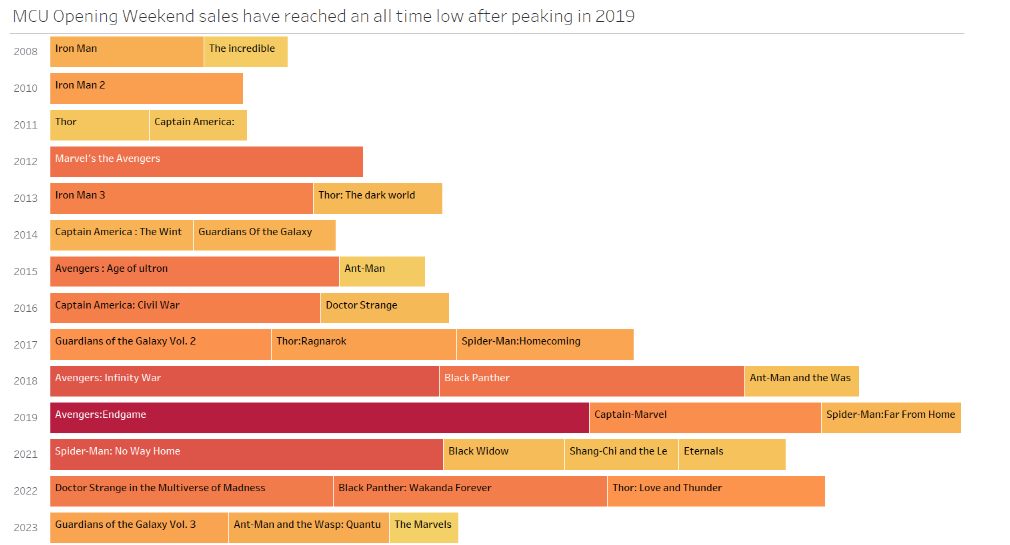 MCU Opening Weekend sales have reached an all time low after peaking in 2019
2008 Iron Man The incredible
2010 Iron Man 2
2011 Thor Captain America:
2012 Marvel's the Avengers
2013 Iron Man 3 Thor: The dark world
2014 Captain America : The Wint Guardians Of the Galaxy
2015 Avengers : Age of ultron Ant-Man
2016 Captain America: Civil War Doctor Strange
2017 Guardians of the Galaxy Vol. 2 Thor:Ragnarok Spider-Man:Homecoming
2018 Avengers: Infinity War Black Panther Ant-Man and the Was
2019 Avengers:Endgame Captain-Marvel Spider-Man:Far From Home
2021 Spider-Man: No Way Home Black Widow Shang-Chi and the Le Eternals
2022 Doctor Strange in the Multiverse of Madness Black Panther: Wakanda Forever Thor: Love and Thunder
2023 Guardians of the Galaxy Vol. 3 Ant-Man and the Wasp: Quantu The Marvels